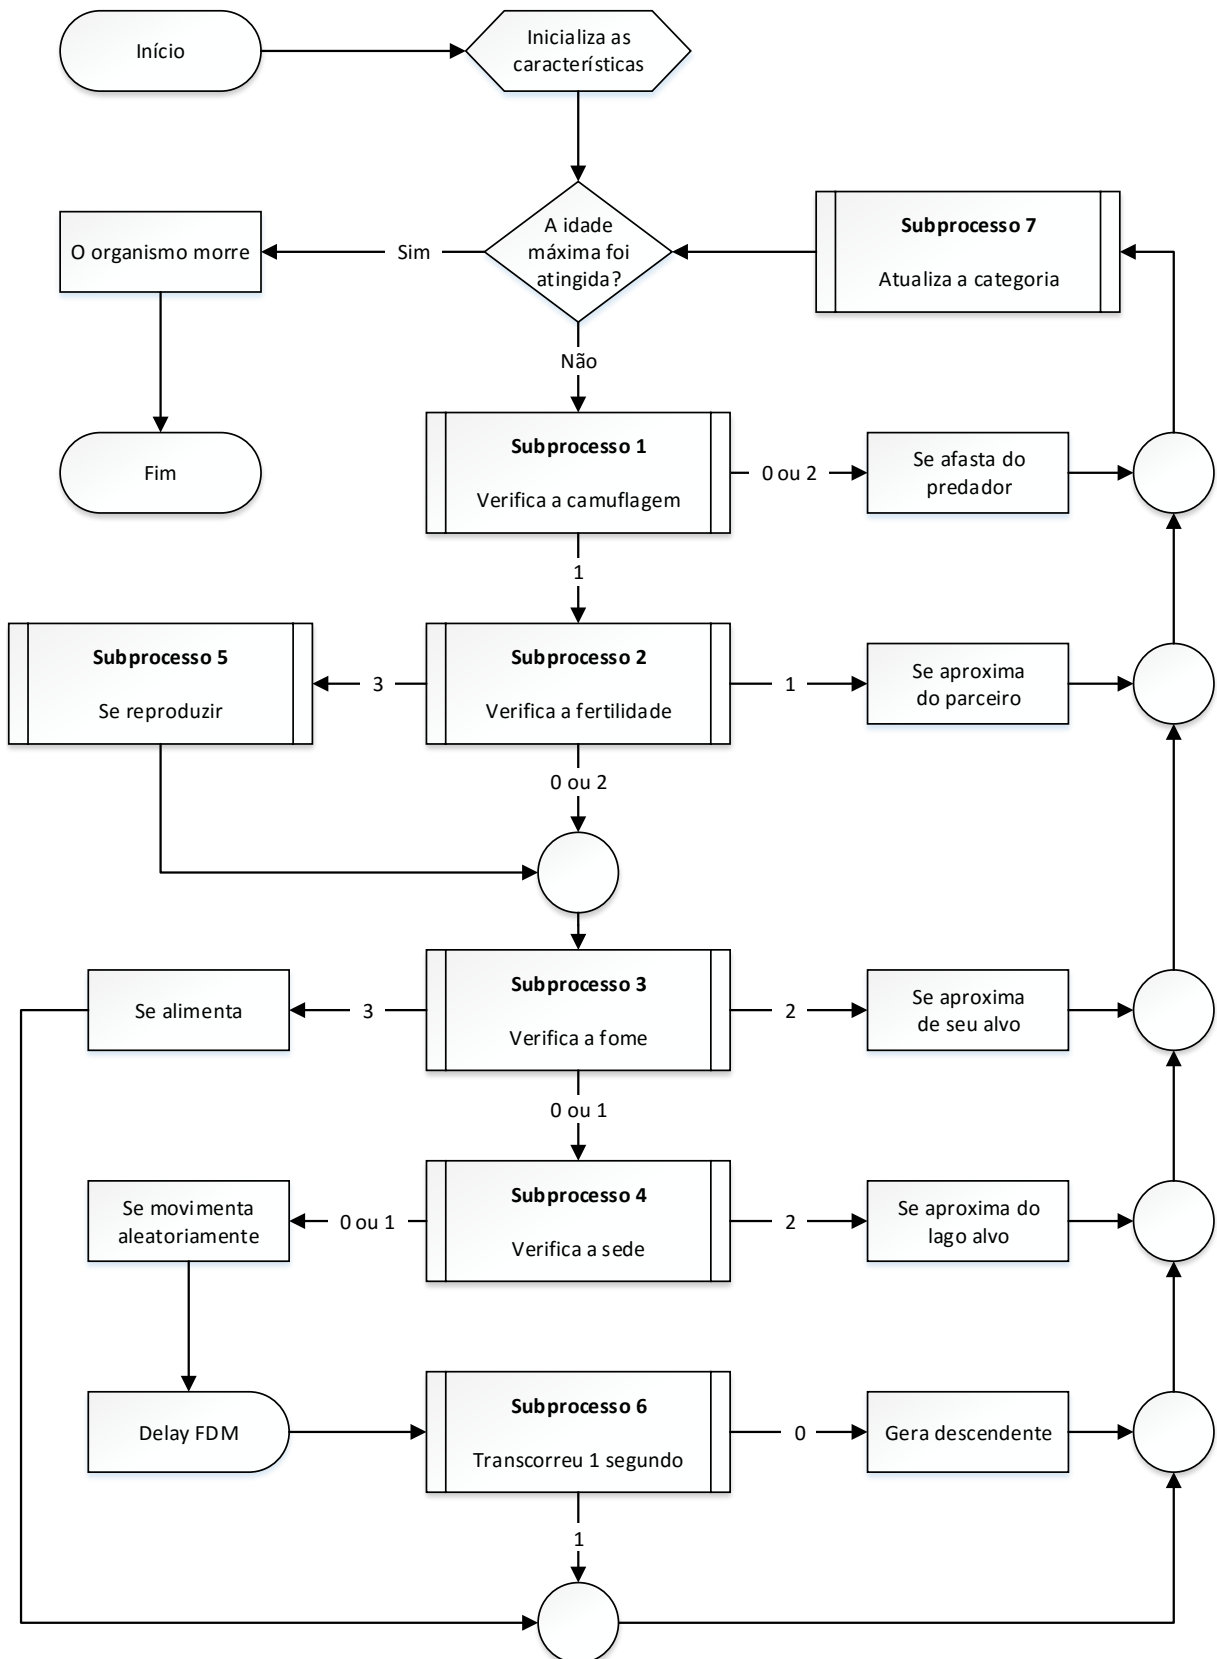 Início
Inicializa as
características
A idade
máxima foi
atingida?
Sim
O organismo morre
Subprocesso 7
Atualiza a categoria
Não
Fim
Subprocesso 1
Verifica a camuflagem
0 ou 2
Se afasta do
predador
1
Subprocesso 5
Se reproduzir
3
Subprocesso 2
Verifica a fertilidade
1
Se aproxima
do parceiro
0 ou 2
Se alimenta
3
Subprocesso 3
Verifica a fome
2
Se aproxima
de seu alvo
0 ou 1
Se movimenta
aleatoriamente
0 ou 1
Subprocesso 4
Verifica a sede
2
Se aproxima do
lago alvo
Delay FDM
Subprocesso 6
Transcorreu 1 segundo
0
Gera descendente
1